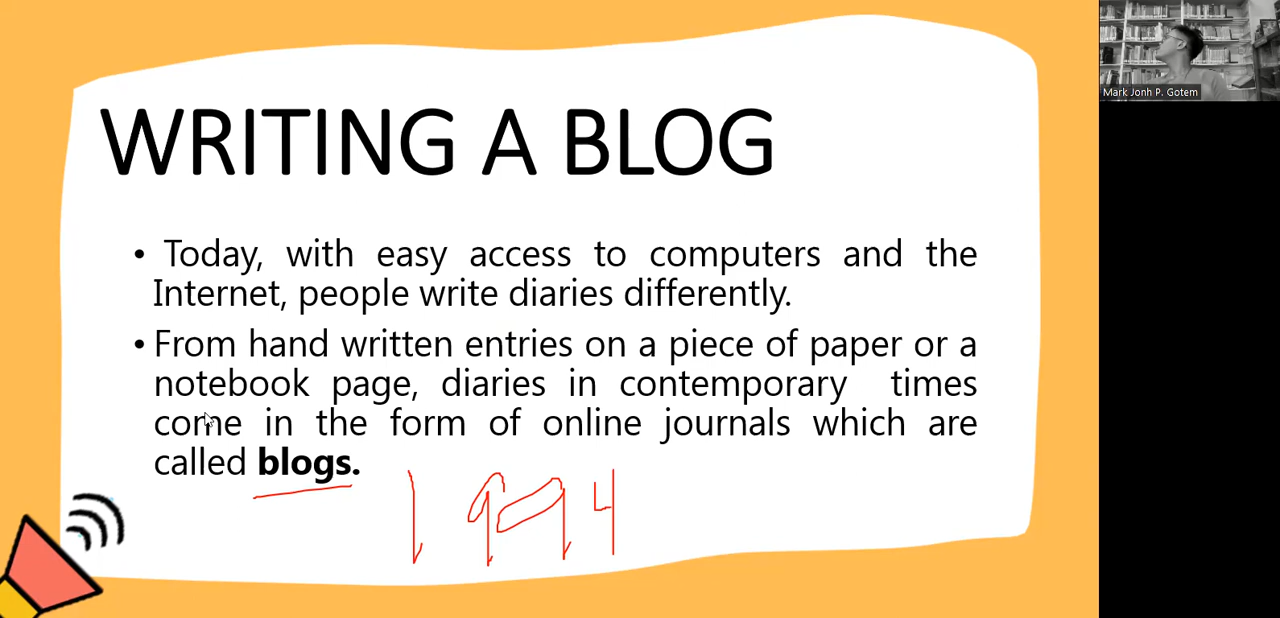 WRITING A BLOG
• Today, with easy access to computers and the
Internet, people write diaries differently.
• From hand written entries on a piece of paper or a
notebook page, diaries in contemporary times
come in the form of online journals which are
called blogs.
1994
Mark Jonh P. Gotem